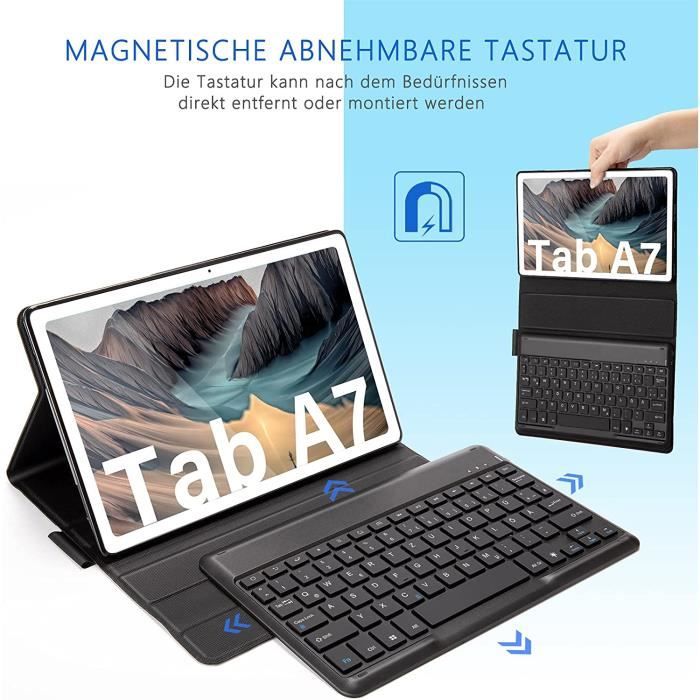 MAGNETISCHE ABNEHMBARE TASTATUR
Die Tastatur kann nach dem Bedürfnissen
direkt entfernt oder montiert werden
Tab A7
Tab A7